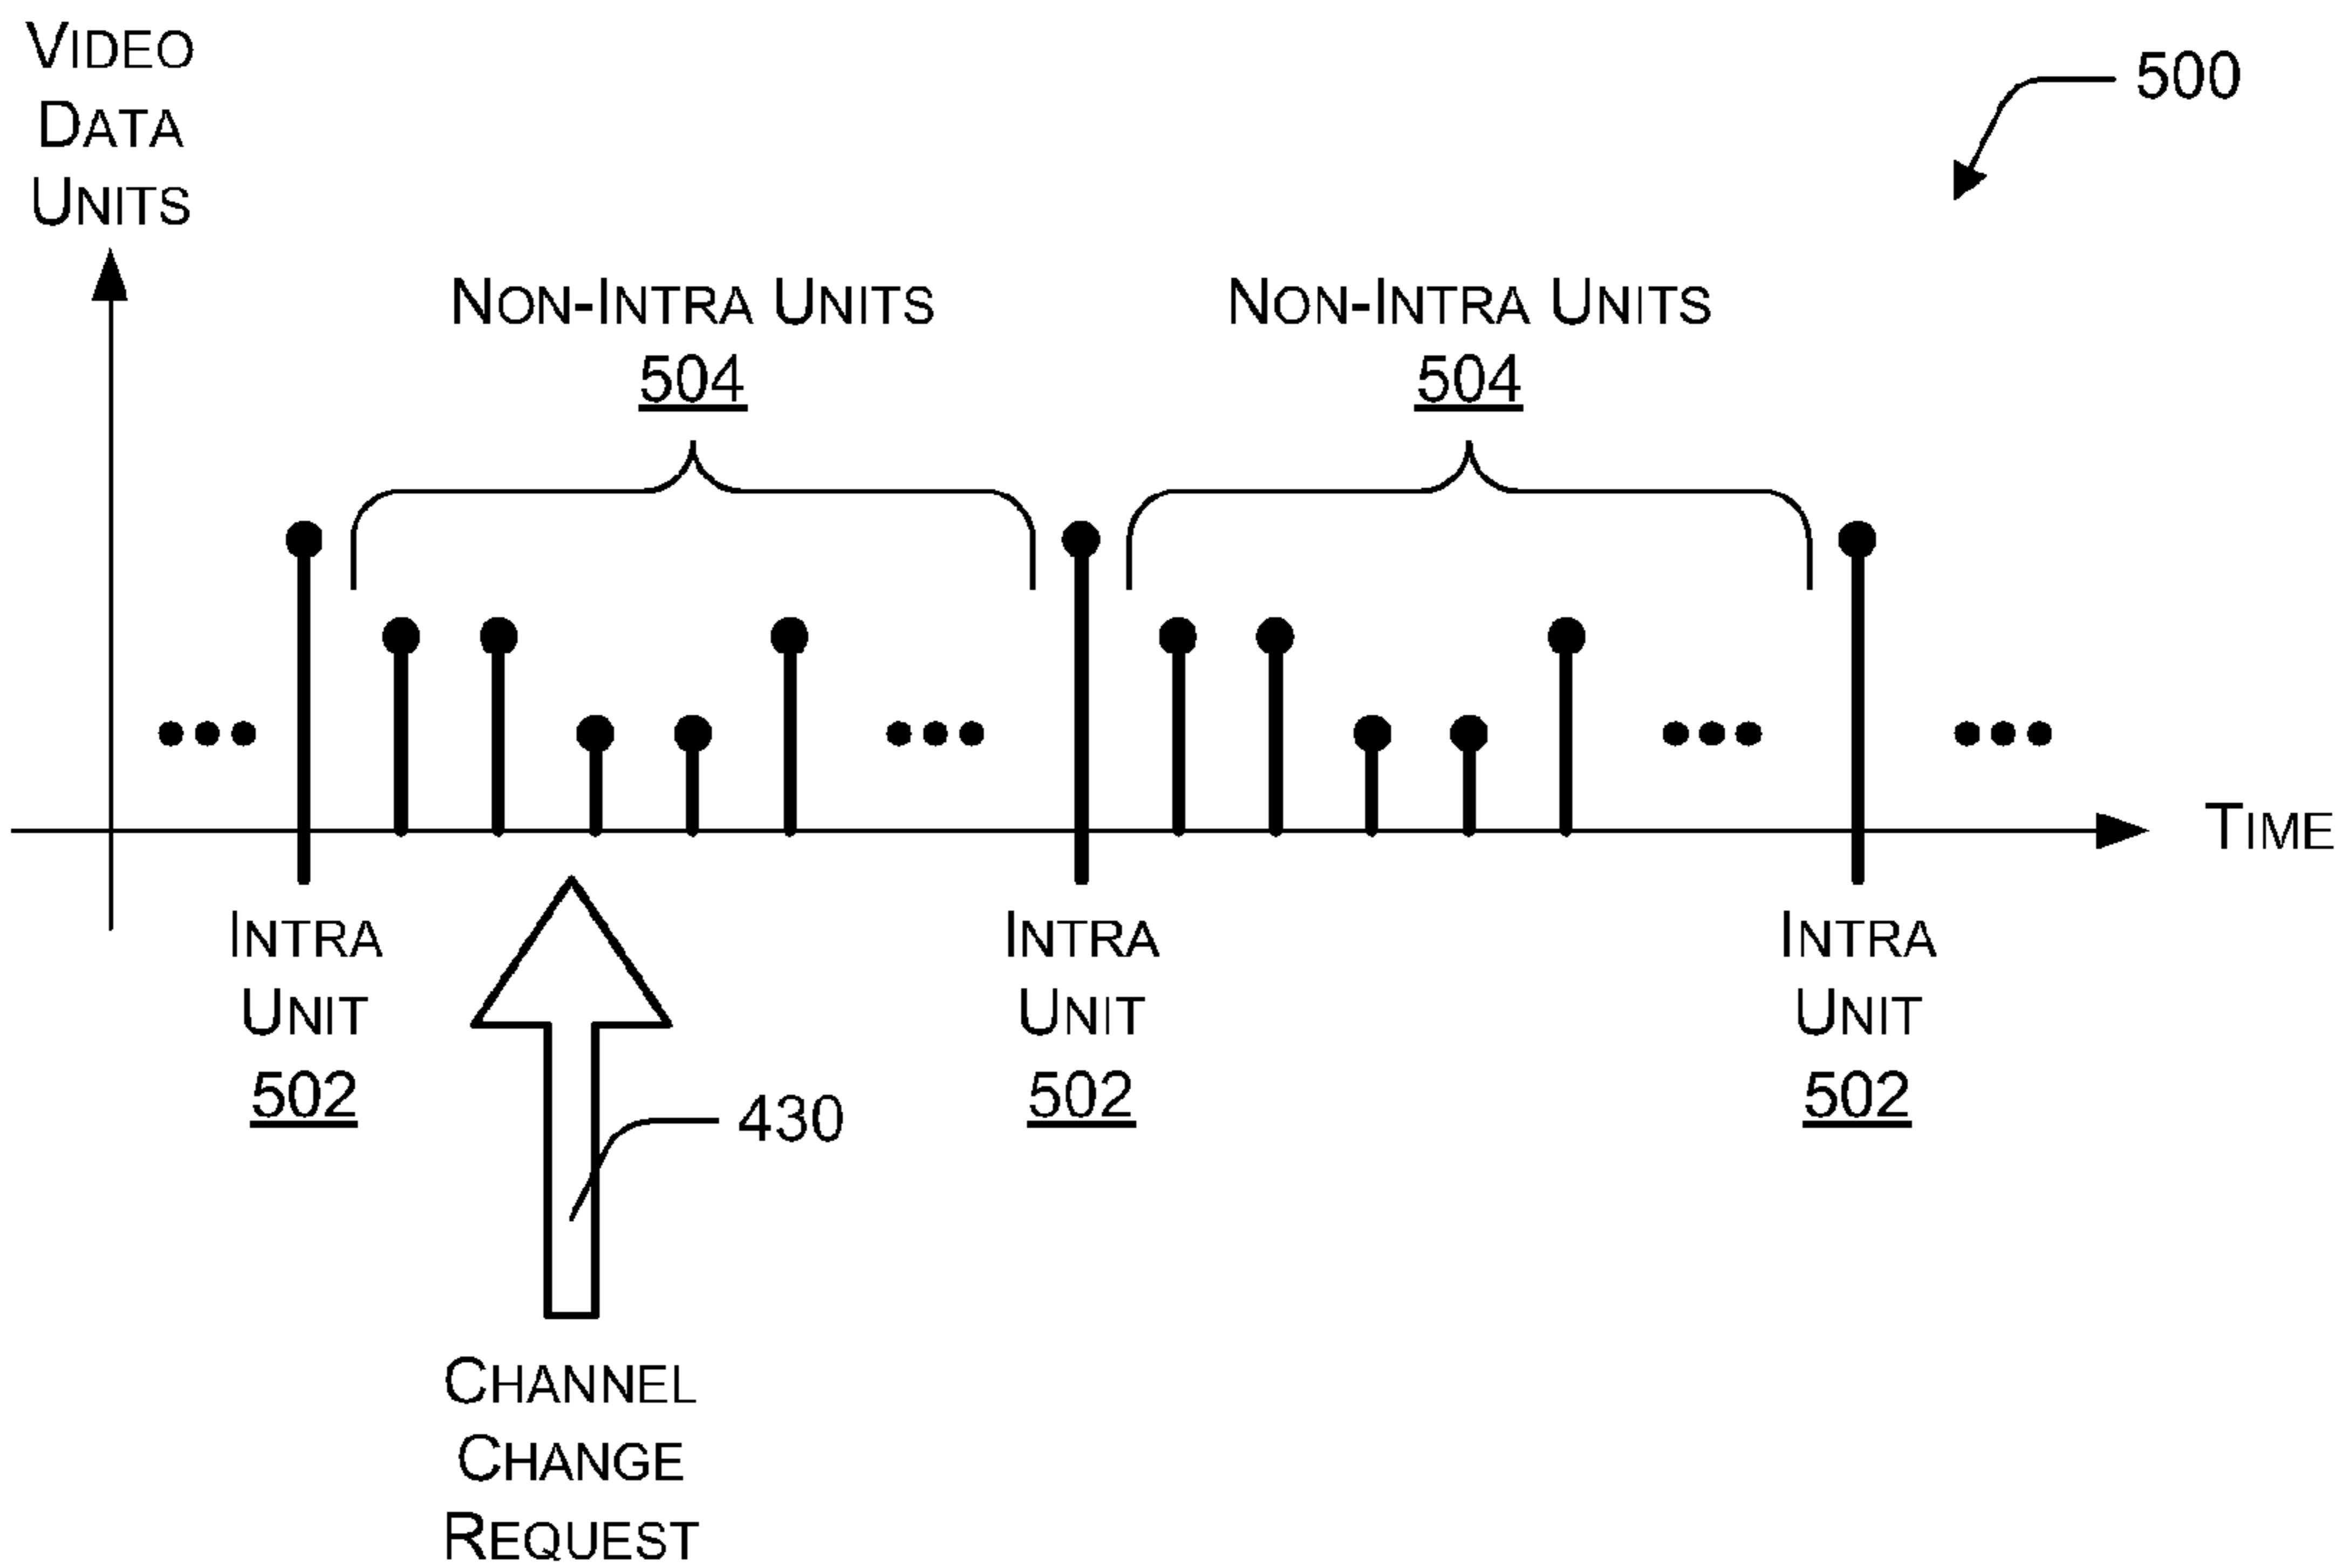 VIDEO
DATA
UNITS
500
NON-INTRA UNITS
504
NON-INTRA UNITS
504
TIME
INTRA
UNIT
502
INTRA
UNIT
502
INTRA
UNIT
502
430
CHANNEL
CHANGE
REQUEST